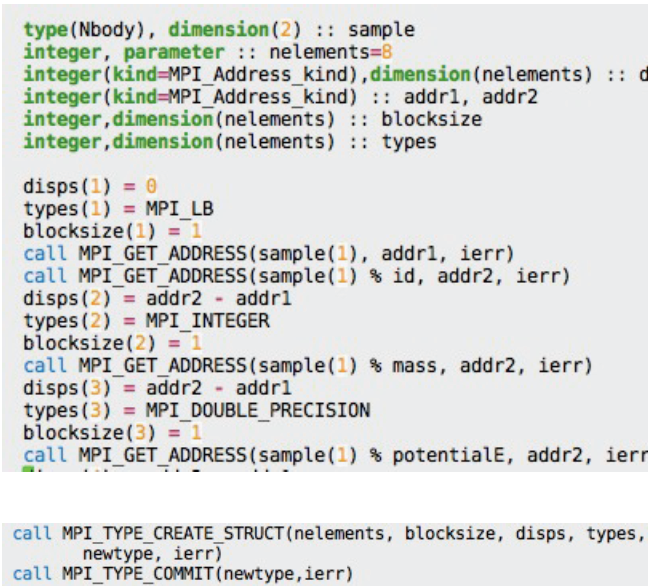 type(Nbody), dimension(2) :: sample
integer, parameter :: nelements=8
integer(kind=MPI_Address_kind),dimension(nelements) :: d
integer(kind=MPI_Address_kind) :: addr1, addr2
integer,dimension(nelements) :: blocksize
integer,dimension(nelements) :: types
disps(1) = 0
types(1) = MPI_LB
blocksize(1) = 1
call MPI_GET_ADDRESS(sample(1), addr1, ierr)
call MPI_GET_ADDRESS(sample(1) % id, addr2, ierr)
disps(2) = addr2 - addr1
types(2) = MPI_INTEGER
blocksize(2) = 1
call MPI_GET_ADDRESS(sample(1) % mass, addr2, ierr)
disps(3) = addr2 - addr1
types(3) = MPI_DOUBLE_PRECISION
blocksize(3) = 1
call MPI_GET_ADDRESS(sample(1) % potentialE, addr2, ierr
call MPI_TYPE_CREATE_STRUCT(nelements, blocksize, disps, types,
newtype, ierr)
call MPI_TYPE_COMMIT(newtype,ierr)